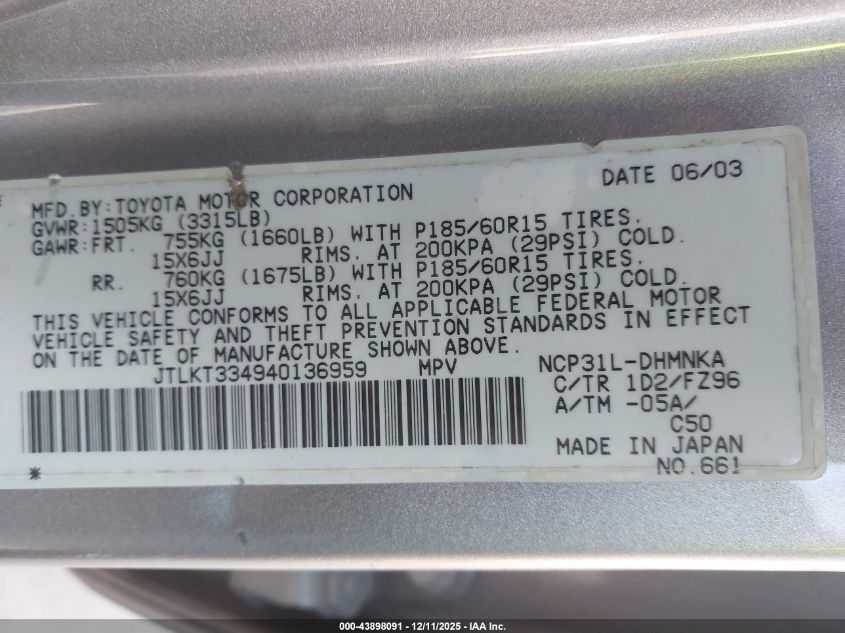 MFD.BY:TOYOTA MOTOR CORPORATION DATE 06/03
GVWR:1505KG (3315LB)
GAWR:FRT. 755KG (1660LB) WITH P185/60R15 TIRES.
15X6JJ RIMS. AT 200KPA (29PSI) COLD.
RR. 760KG (1675LB) WITH P185/60R15 TIRES.
15X6JJ RIMS. AT 200KPA (29PSI) COLD.
THIS VEHICLE CONFORMS TO ALL APPLICABLE FEDERAL MOTOR
VEHICLE SAFETY AND THEFT PREVENTION STANDARDS IN EFFECT
ON THE DATE OF MANUFACTURE SHOWN ABOVE.
JTLKT334940136959 MPV NCP31L-DHMNKA
C/TR 1D2/FZ96
A/TM -05A/
C50
MADE IN JAPAN
* NO.661
000-43898091 - 12/11/2025 - IAA Inc.